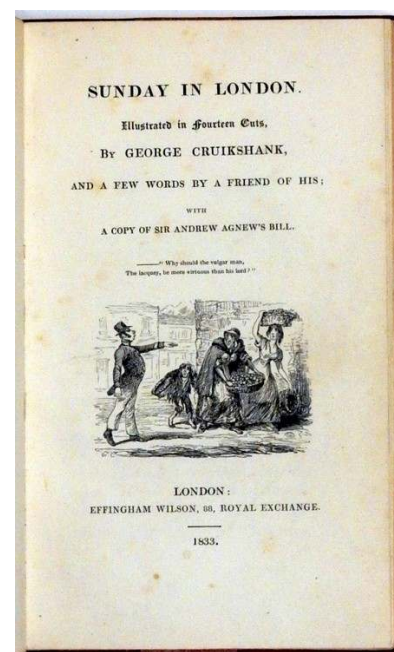 SUNDAY IN LONDON.
Illustrated in Fourteen Cuts,
BY GEORGE CRUIKSHANK,
AND A FEW WORDS BY A FRIEND OF HIS;
WITH
A COPY OF SIR ANDREW AGNEW'S BILL.
———" Why should the vulgar man,
The lacquey, be more virtuous than his lord?"
LONDON:
EFFINGHAM WILSON, 88, ROYAL EXCHANGE.
1833.